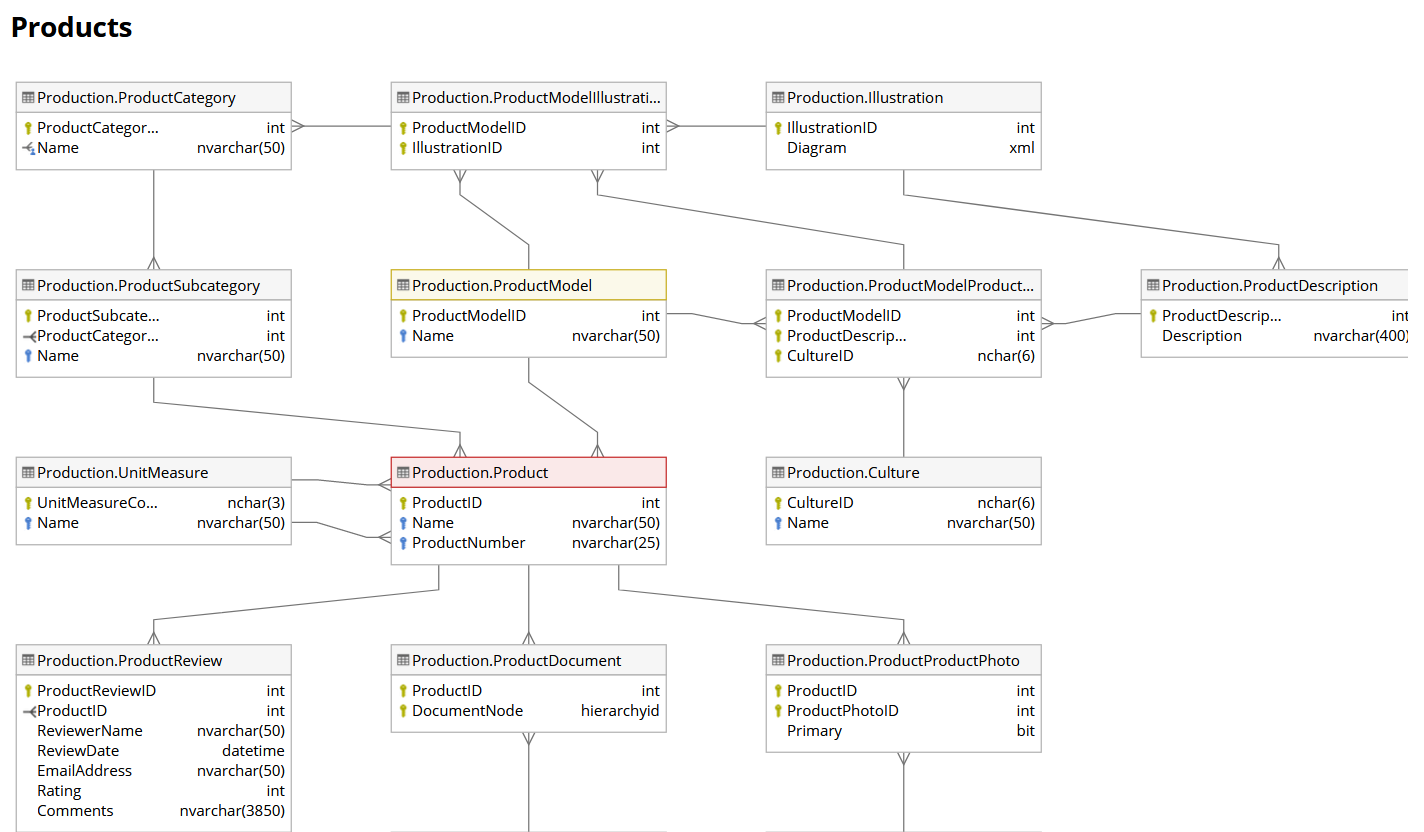 Products
Production.ProductCategory
ProductCategor... int
Name nvarchar(50)
Production.ProductModelIllustrati...
ProductModelID int
IllustrationID int
Production.Illustration
IllustrationID int
Diagram xml
Production.ProductSubcategory
ProductSubcate... int
ProductCategor... int
Name nvarchar(50)
Production.ProductModel
ProductModelID int
Name nvarchar(50)
Production.ProductModelProduct...
ProductModelID int
ProductDescrip... int
CultureID nchar(6)
Production.ProductDescription
ProductDescrip... int
Description nvarchar(400)
Production.UnitMeasure
UnitMeasureCo... nchar(3)
Name nvarchar(50)
Production.Product
ProductID int
Name nvarchar(50)
ProductNumber nvarchar(25)
Production.Culture
CultureID nchar(6)
Name nvarchar(50)
Production.ProductReview
ProductReviewID int
ProductID int
ReviewerName nvarchar(50)
ReviewDate datetime
EmailAddress nvarchar(50)
Rating int
Comments nvarchar(3850)
Production.ProductDocument
ProductID int
DocumentNode hierarchyid
Production.ProductProductPhoto
ProductID int
ProductPhotoID int
Primary bit